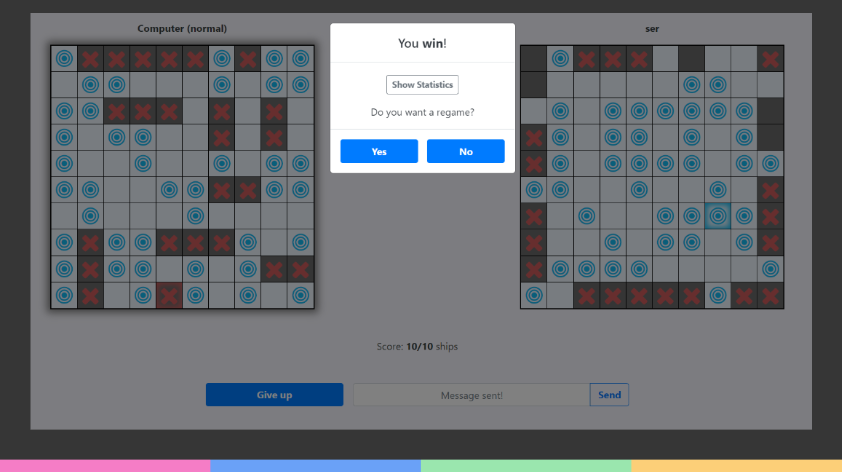 Computer (normal)
ser
You win!
Show Statistics
Do you want a regame?
Yes
No
Score: 10/10 ships
Give up
Message sent!
Send